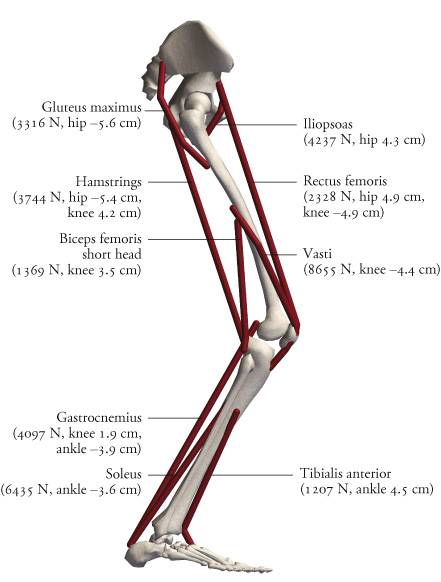 Gluteus maximus
(3316 N, hip –5.6 cm)
Iliopsoas
(4237 N, hip 4.3 cm)
Hamstrings
(3744 N, hip –5.4 cm,
knee 4.2 cm)
Rectus femoris
(2328 N, hip 4.9 cm,
knee –4.9 cm)
Biceps femoris
short head
(1369 N, knee 3.5 cm)
Vasti
(8655 N, knee –4.4 cm)
Gastrocnemius
(4097 N, knee 1.9 cm,
ankle –3.9 cm)
Soleus
(6435 N, ankle –3.6 cm)
Tibialis anterior
(1207 N, ankle 4.5 cm)